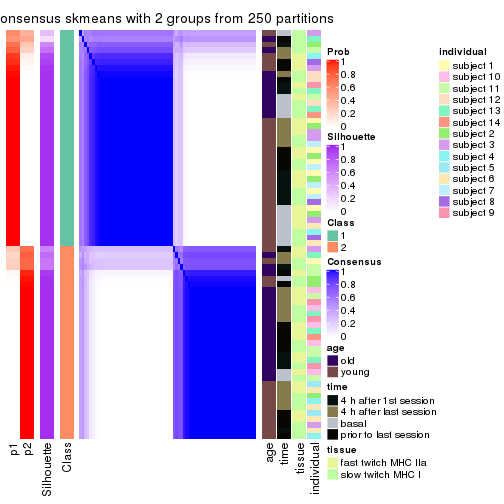 onsensus skmeans with 2 groups from 250 partitions
Prob
1
0.8
0.6
0.4
0.2
0
Silhouette
1
0.8
0.6
0.4
0.2
0
Class
1
2
Consensus
1
0.8
0.6
0.4
0.2
0
age
old
young
time
4 h after 1st session
4 h after last session
basal
prior to last session
tissue
fast twitch MHC IIa
slow twitch MHC I
individual
subject 1
subject 10
subject 11
subject 12
subject 13
subject 14
subject 2
subject 3
subject 4
subject 5
subject 6
subject 7
subject 8
subject 9
p1
p2
Silhouette
Class
age
time
tissue
individual